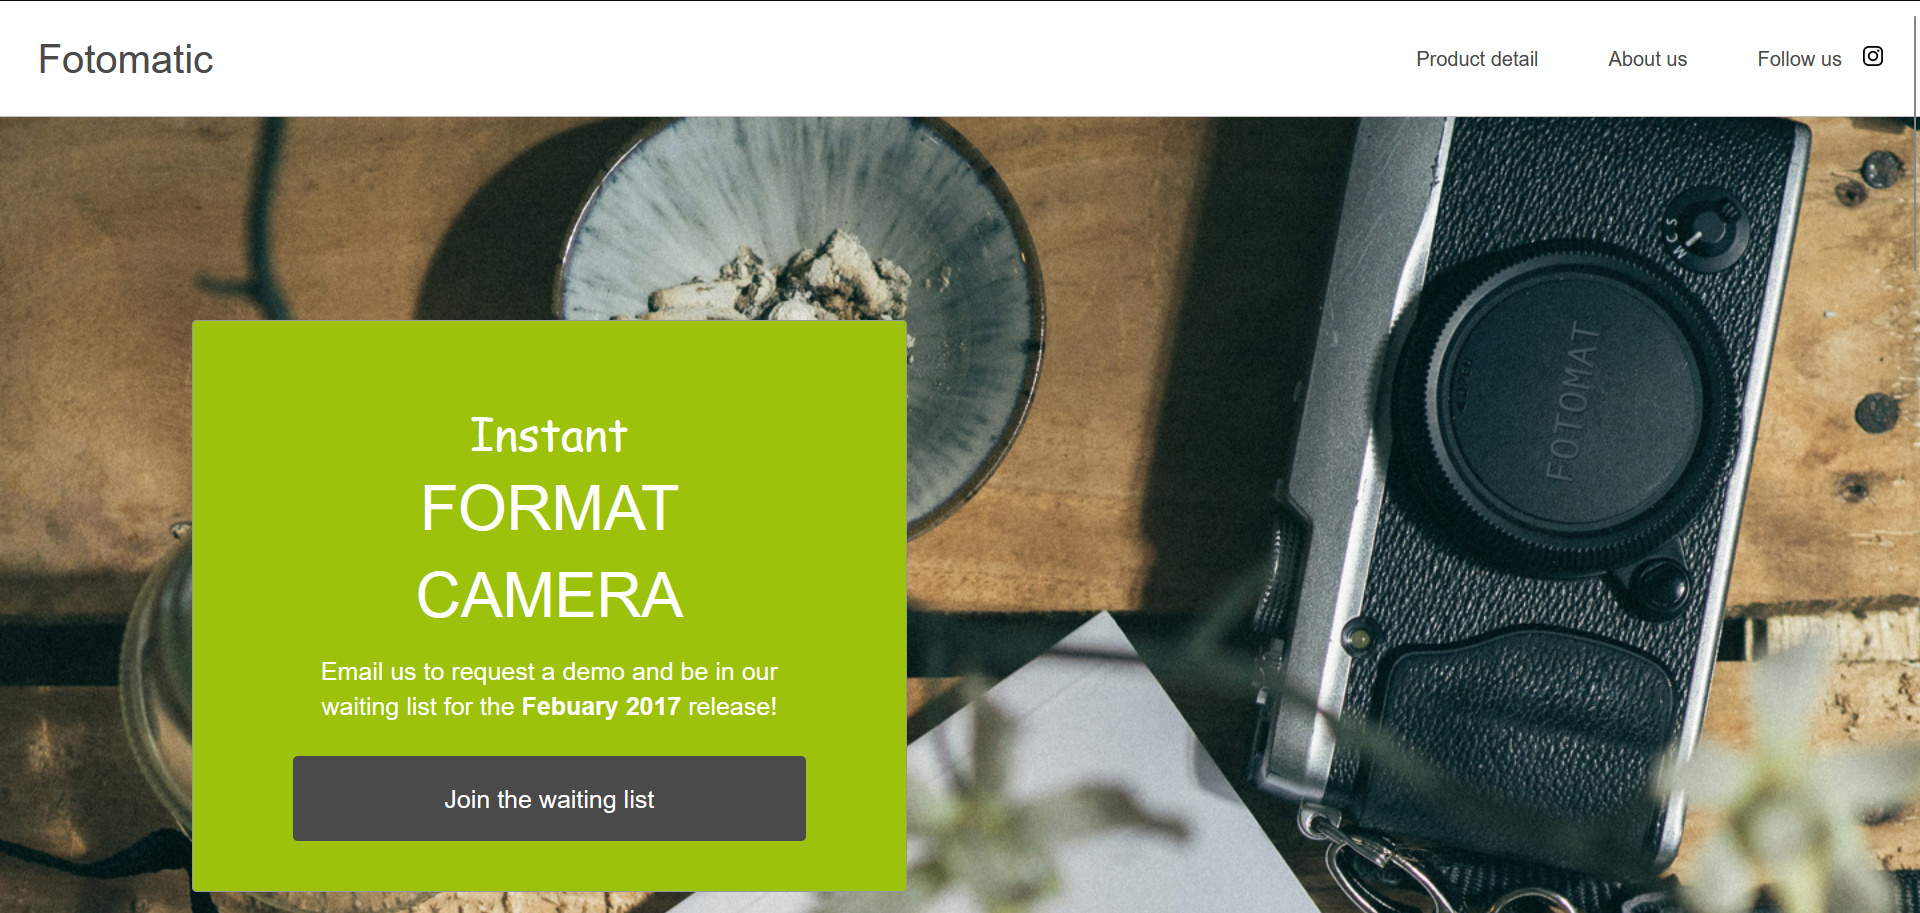 Fotomatic
Product detail
About us
Follow us
M C S
FOTOMAT
Instant
FORMAT
CAMERA
Email us to request a demo and be in our
waiting list for the Febuary 2017 release!
Join the waiting list